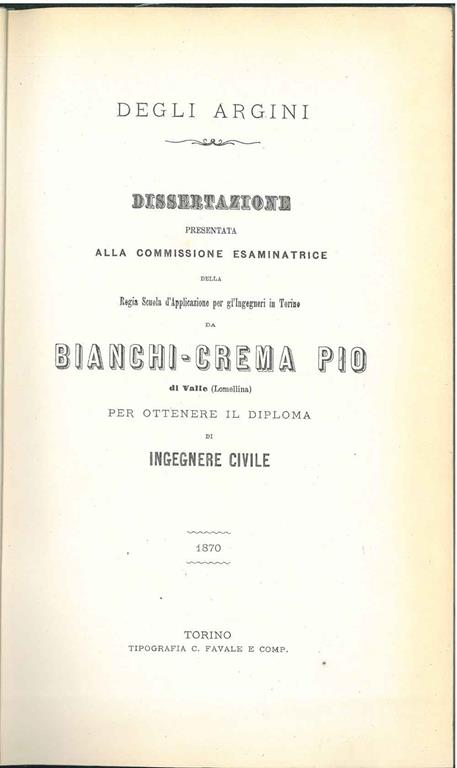 DEGLI ARGINI
DISSERTAZIONE
PRESENTATA
ALLA COMMISSIONE ESAMINATRICE
DELLA
Regia Scuola d'Applicazione per gl'Ingegneri in Torino
DA
BIANCHI-CREMA PIO
di Valle (Lomellina)
PER OTTENERE IL DIPLOMA
DI
INGEGNERE CIVILE
1870
TORINO
TIPOGRAFIA C. FAVALE E COMP.